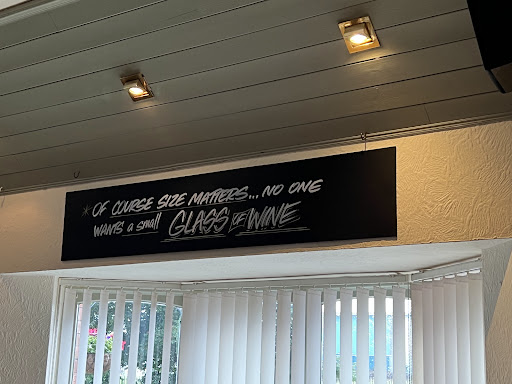 *OF COURSE SIZE MATTERS... NO ONE
WANTS a small GLASS OF WINE